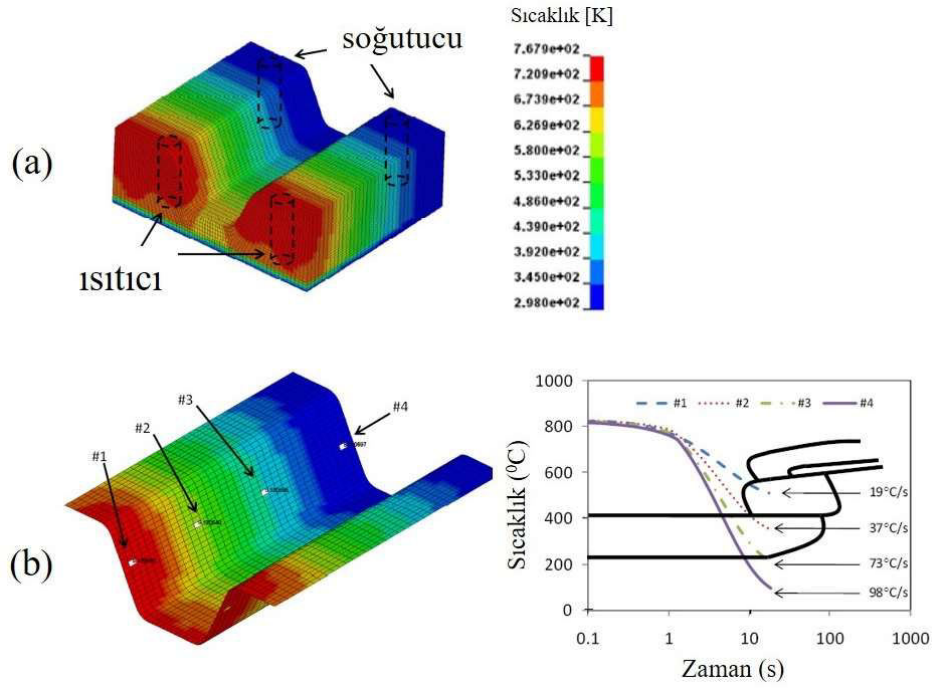 Sıcaklık [K]
soğutucu
7.679e+02
7.209e+02
6.739e+02
6.269e+02
5.800e+02
5.330e+02
4.860e+02
4.390e+02
3.920e+02
3.450e+02
2.980e+02
(a)
ısıtıcı
(b)
#1
#2
#3
#4
1000
800
600
400
200
0
Sıcaklık (⁰C)
#1 #2 #3 #4
19°C/s
37°C/s
73°C/s
98°C/s
0.1 1 10 100 1000
Zaman (s)